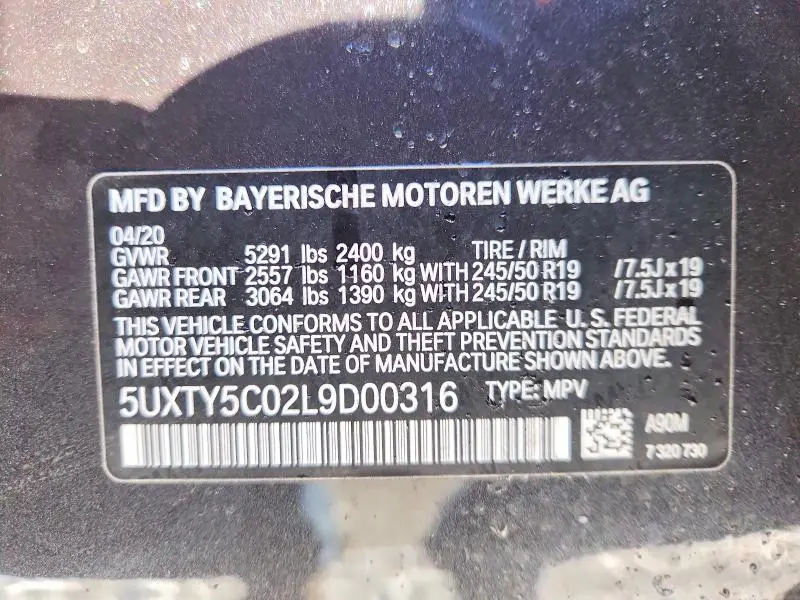 MFD BY BAYERISCHE MOTOREN WERKE AG
04/20
GVWR 5291 lbs 2400 kg TIRE / RIM
GAWR FRONT 2557 lbs 1160 kg WITH 245/50 R19 /7.5J x 19
GAWR REAR 3064 lbs 1390 kg WITH 245/50 R19 /7.5J x 19
THIS VEHICLE CONFORMS TO ALL APPLICABLE U. S. FEDERAL
MOTOR VEHICLE SAFETY AND THEFT PREVENTION STANDARDS
IN EFFECT ON THE DATE OF MANUFACTURE SHOWN ABOVE.
5UXTY5C02L9D00316 TYPE: MPV
A90M
7 320 730